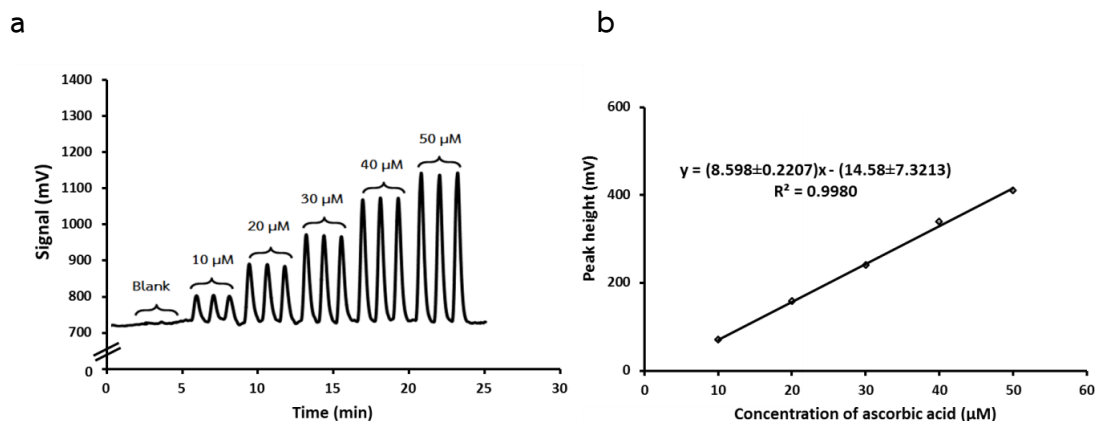 a
1400
1300
1200
1100
1000
900
800
700
0
Signal (mV)
Blank
10 µM
20 µM
30 µM
40 µM
50 µM
0 5 10 15 20 25 30
Time (min)
b
600
400
200
0
Peak height (mV)
y = (8.598±0.2207)x - (14.58±7.3213)
R² = 0.9980
0 10 20 30 40 50 60
Concentration of ascorbic acid (µM)